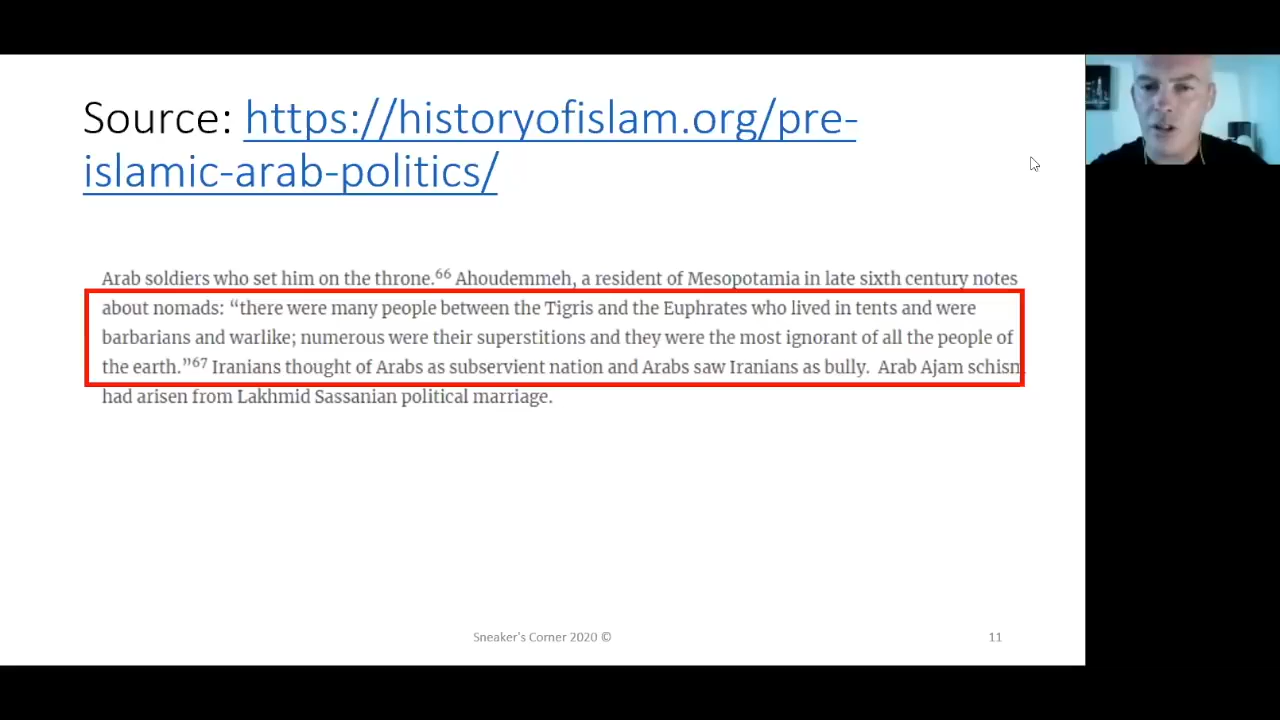 Source: https://historyofislam.org/pre-
islamic-arab-politics/
Arab soldiers who set him on the throne.66 Ahoudemmeh, a resident of Mesopotamia in late sixth century notes
about nomads: “there were many people between the Tigris and the Euphrates who lived in tents and were
barbarians and warlike; numerous were their superstitions and they were the most ignorant of all the people of
the earth.”67 Iranians thought of Arabs as subservient nation and Arabs saw Iranians as bully. Arab Ajam schism
had arisen from Lakhmid Sassanian political marriage.
Sneaker's Corner 2020 ©
11